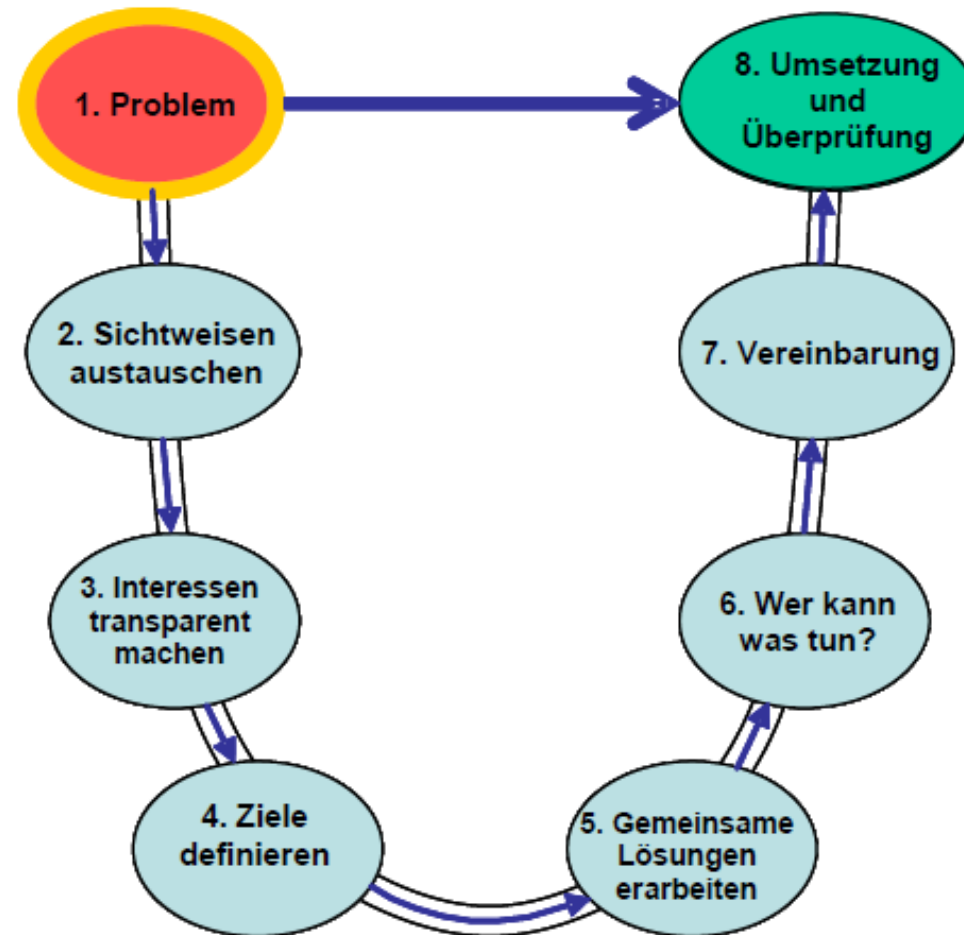 1. Problem
8. Umsetzung
und
Überprüfung
2. Sichtweisen
austauschen
7. Vereinbarung
3. Interessen
transparent
machen
6. Wer kann
was tun?
4. Ziele
definieren
5. Gemeinsame
Lösungen
erarbeiten